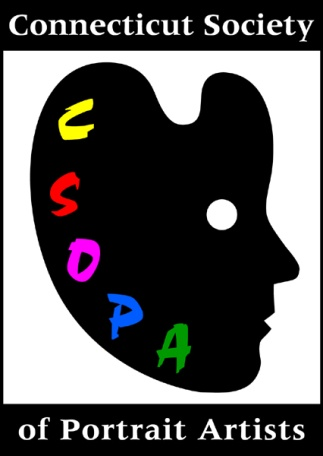 Connecticut Society
C
S
O
P
A
of Portrait Artists